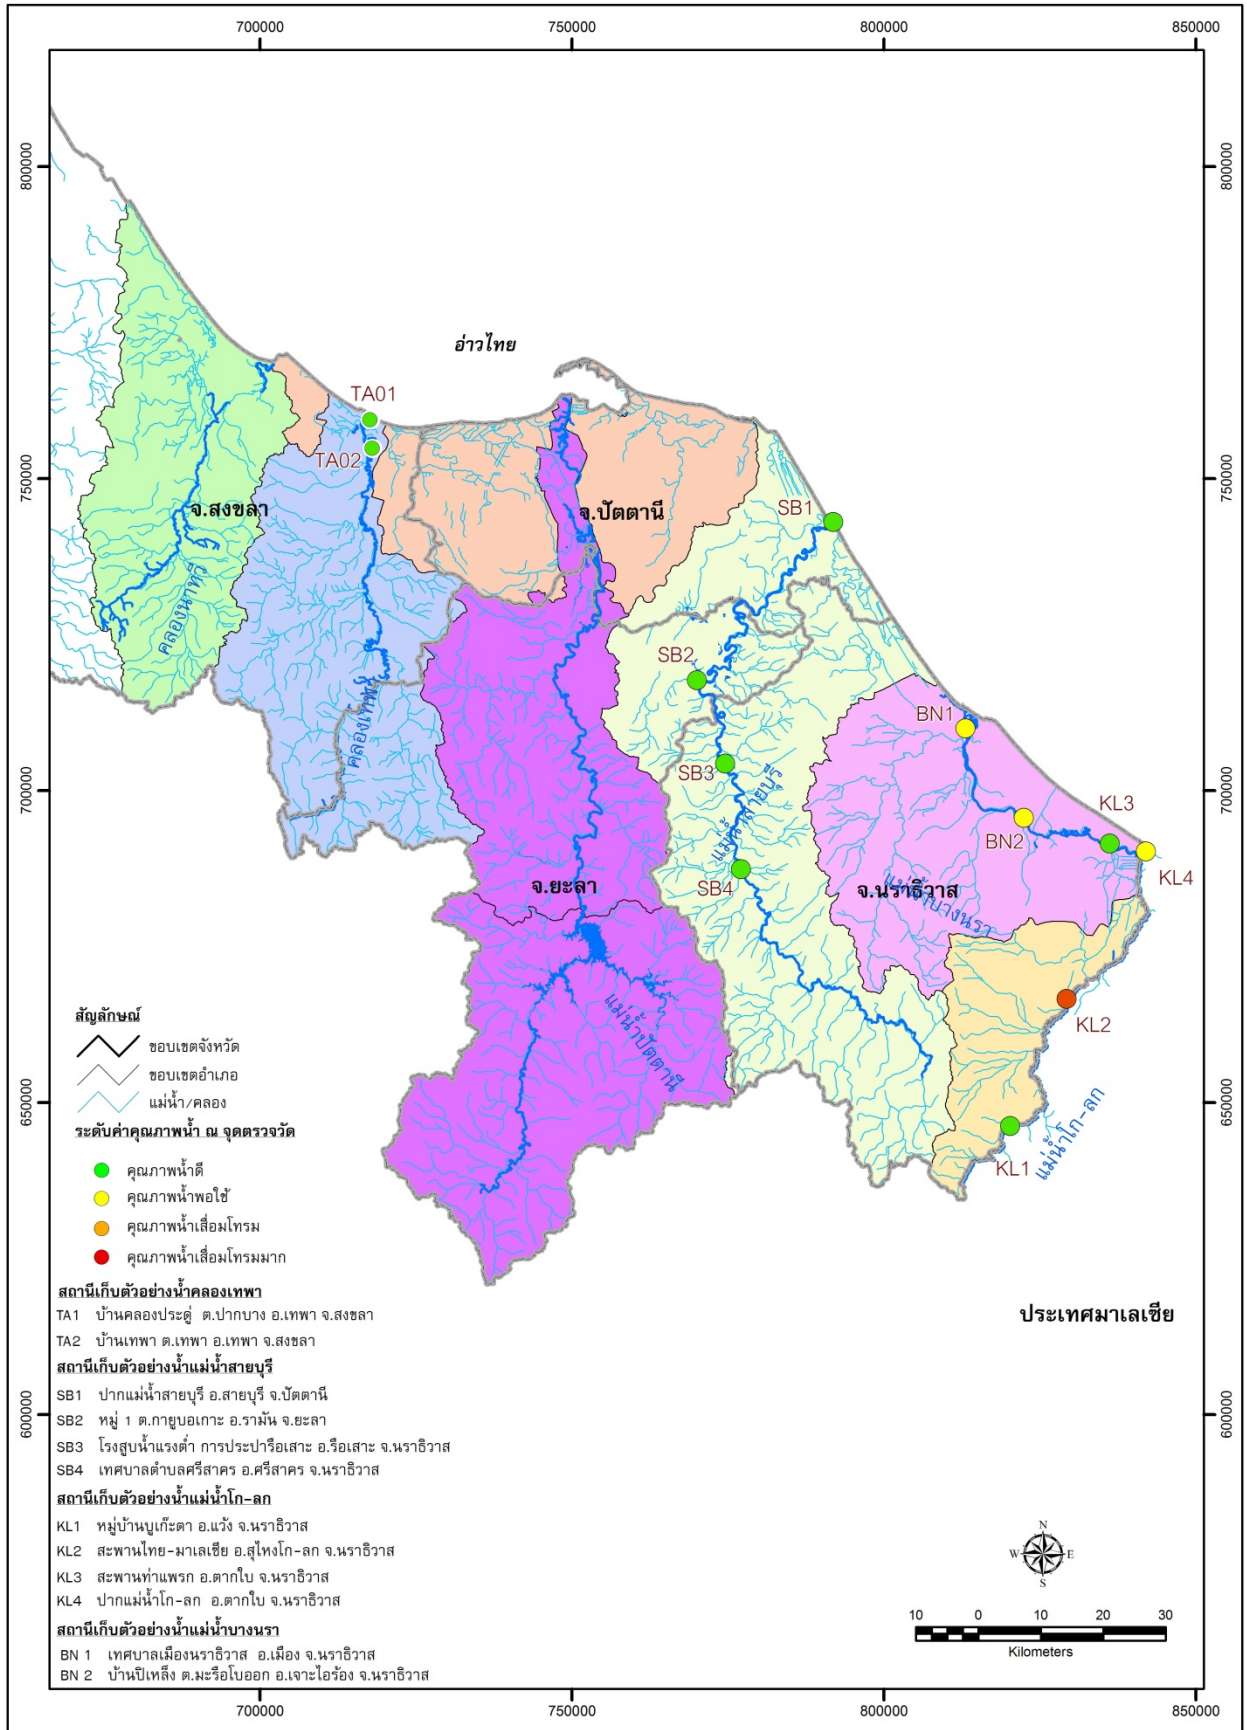 700000
750000
800000
850000
800000
800000
อ่าวไทย
TA01
TA02
750000
750000
จ.สงขลา
จ.ปัตตานี
SB1
คลองนาทวี
SB2
คลองเทพา
BN1
SB3
แม่น้ำสายบุรี
700000
700000
KL3
BN2
KL4
SB4
จ.ยะลา
จ.นราธิวาส
แม่น้ำบางนรา
KL2
แม่น้ำปัตตานี
สัญลักษณ์
ขอบเขตจังหวัด
ขอบเขตอำเภอ
แม่น้ำ/คลอง
650000
650000
KL1
แม่น้ำโก-ลก
ระดับค่าคุณภาพน้ำ ณ จุดตรวจวัด
คุณภาพน้ำดี
คุณภาพน้ำพอใช้
คุณภาพน้ำเสื่อมโทรม
คุณภาพน้ำเสื่อมโทรมมาก
ประเทศมาเลเซีย
สถานีเก็บตัวอย่างน้ำคลองเทพา
TA1 บ้านคลองประดู่ ต.ปากบาง อ.เทพา จ.สงขลา
TA2 บ้านเทพา ต.เทพา อ.เทพา จ.สงขลา
สถานีเก็บตัวอย่างน้ำแม่น้ำสายบุรี
SB1 ปากแม่น้ำสายบุรี อ.สายบุรี จ.ปัตตานี
SB2 หมู่ 1 ต.กายูบอเกาะ อ.รามัน จ.ยะลา
SB3 โรงสูบน้ำแรงต่ำ การประปารือเสาะ อ.รือเสาะ จ.นราธิวาส
SB4 เทศบาลตำบลศรีสาคร อ.ศรีสาคร จ.นราธิวาส
600000
600000
สถานีเก็บตัวอย่างน้ำแม่น้ำโก-ลก
KL1 หมู่บ้านบูเก๊ะตา อ.แว้ง จ.นราธิวาส
KL2 สะพานไทย-มาเลเซีย อ.สุไหงโก-ลก จ.นราธิวาส
KL3 สะพานท่าแพรก อ.ตากใบ จ.นราธิวาส
KL4 ปากแม่น้ำโก-ลก อ.ตากใบ จ.นราธิวาส
สถานีเก็บตัวอย่างน้ำแม่น้ำบางนรา
BN 1 เทศบาลเมืองนราธิวาส อ.เมือง จ.นราธิวาส
BN 2 บ้านปิเหล็ง ต.มะรือโบออก อ.เจาะไอร้อง จ.นราธิวาส
N
W E
S
10 0 10 20 30
Kilometers
700000
750000
800000
850000